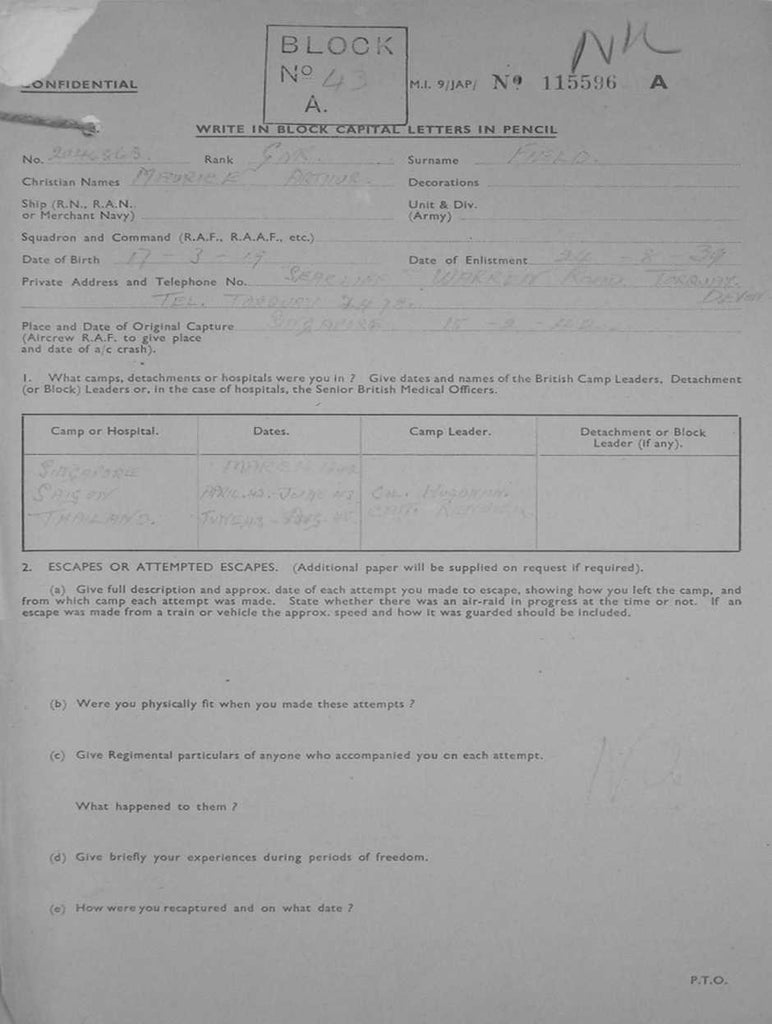 BLOCK
Nº 43
A.
CONFIDENTIAL
M.I. 9/JAP/ Nº 115596 A
WRITE IN BLOCK CAPITAL LETTERS IN PENCIL
No. Rank GNR. Surname FIELD.
Christian Names MAURICE ARTHUR. Decorations
Ship (R.N., R.A.N. or Merchant Navy)
Unit & Div. (Army)
Squadron and Command (R.A.F., R.A.A.F., etc.)
Date of Birth 17 - 3 - 19 Date of Enlistment 24 - 8 - 39
Private Address and Telephone No. WARREN ROAD TORQUAY.
DEVON
TEL. TORQUAY
Place and Date of Original Capture SINGAPORE 15 - 2 - 42.
(Aircrew R.A.F. to give place
and date of a/c crash).
1. What camps, detachments or hospitals were you in ? Give dates and names of the British Camp Leaders, Detachment
(or Block) Leaders or, in the case of hospitals, the Senior British Medical Officers.
Camp or Hospital. Dates. Camp Leader. Detachment or Block Leader (if any).
SINGAPORE MARCH
SAIGON APRIL.42-JUNE 43
THAILAND. JUNE 43 - AUG.45.
2. ESCAPES OR ATTEMPTED ESCAPES. (Additional paper will be supplied on request if required).
(a) Give full description and approx. date of each attempt you made to escape, showing how you left the camp, and
from which camp each attempt was made. State whether there was an air-raid in progress at the time or not. If an
escape was made from a train or vehicle the approx. speed and how it was guarded should be included.
(b) Were you physically fit when you made these attempts ?
(c) Give Regimental particulars of anyone who accompanied you on each attempt.
What happened to them ?
(d) Give briefly your experiences during periods of freedom.
(e) How were you recaptured and on what date ?
P.T.O.